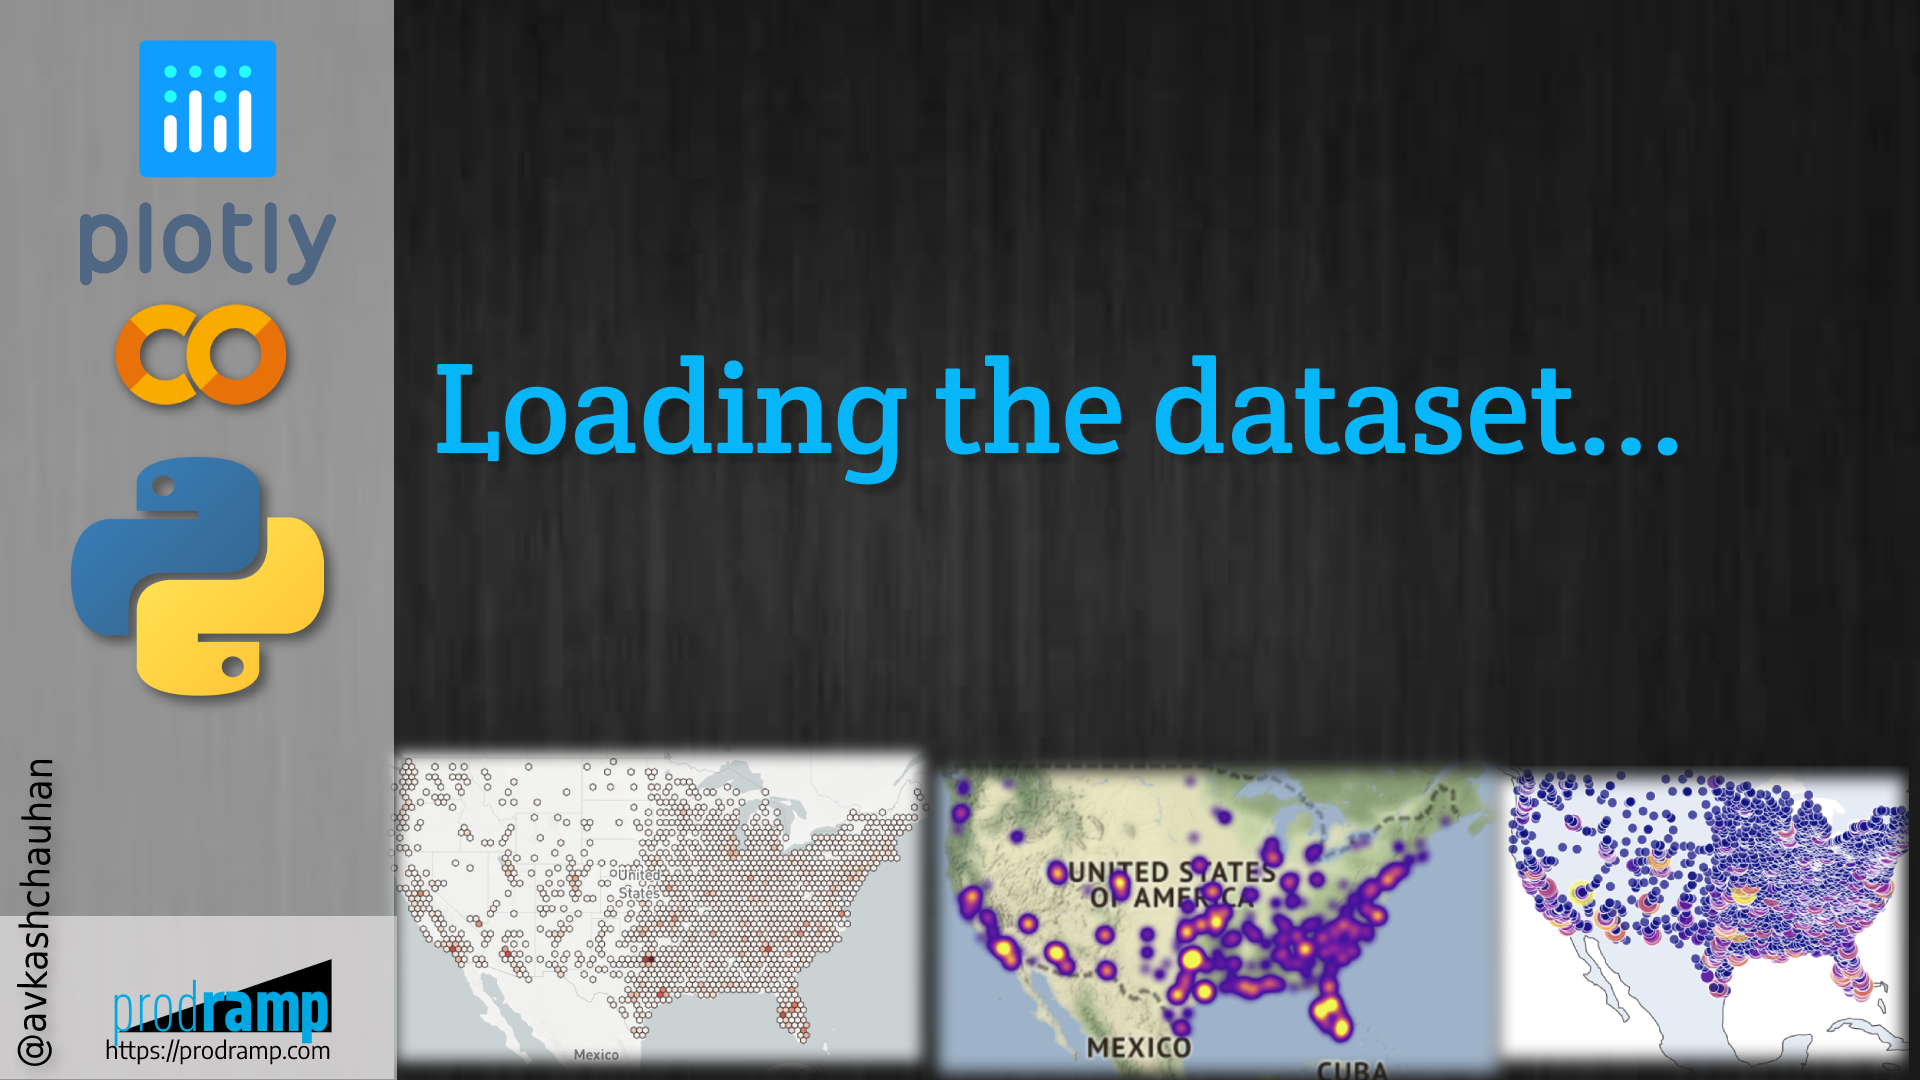 plotly
Loading the dataset...
@avkashchauhan
prodramp
https://prodramp.com
United
States
Mexico
UNITED STATES
OF AMERICA
MEXICO
CUBA